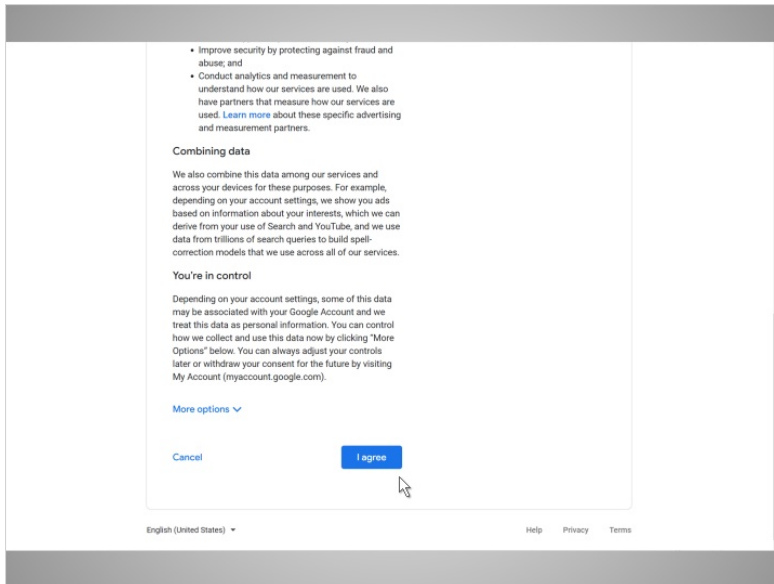 • Improve security by protecting against fraud and
abuse; and
• Conduct analytics and measurement to
understand how our services are used. We also
have partners that measure how our services are
used. Learn more about these specific advertising
and measurement partners.
Combining data
We also combine this data among our services and
across your devices for these purposes. For example,
depending on your account settings, we show you ads
based on information about your interests, which we can
derive from your use of Search and YouTube, and we use
data from trillions of search queries to build spell-
correction models that we use across all of our services.
You're in control
Depending on your account settings, some of this data
may be associated with your Google Account and we
treat this data as personal information. You can control
how we collect and use this data now by clicking "More
Options" below. You can always adjust your controls
later or withdraw your consent for the future by visiting
My Account (myaccount.google.com).
More options
Cancel
I agree
English (United States)
Help
Privacy
Terms